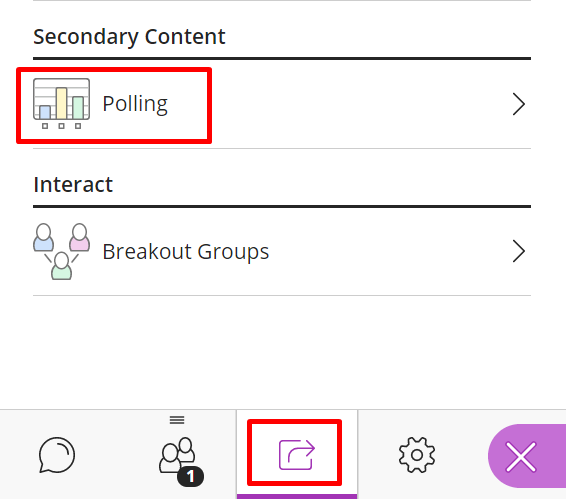 Secondary Content
Polling
Interact
Breakout Groups
1